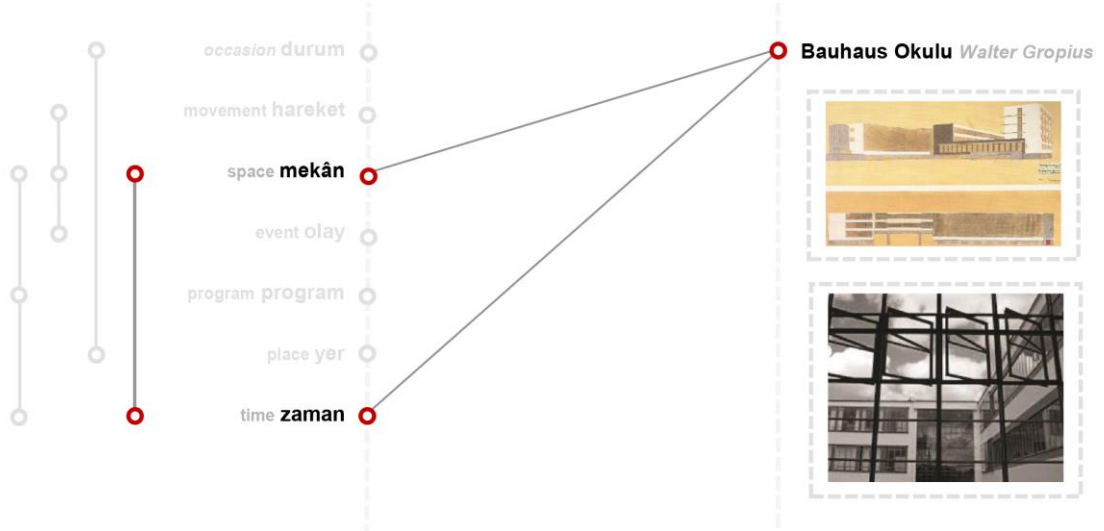 occasion durum
movement hareket
space mekân
event olay
program program
place yer
time zaman
Bauhaus Okulu Walter Gropius